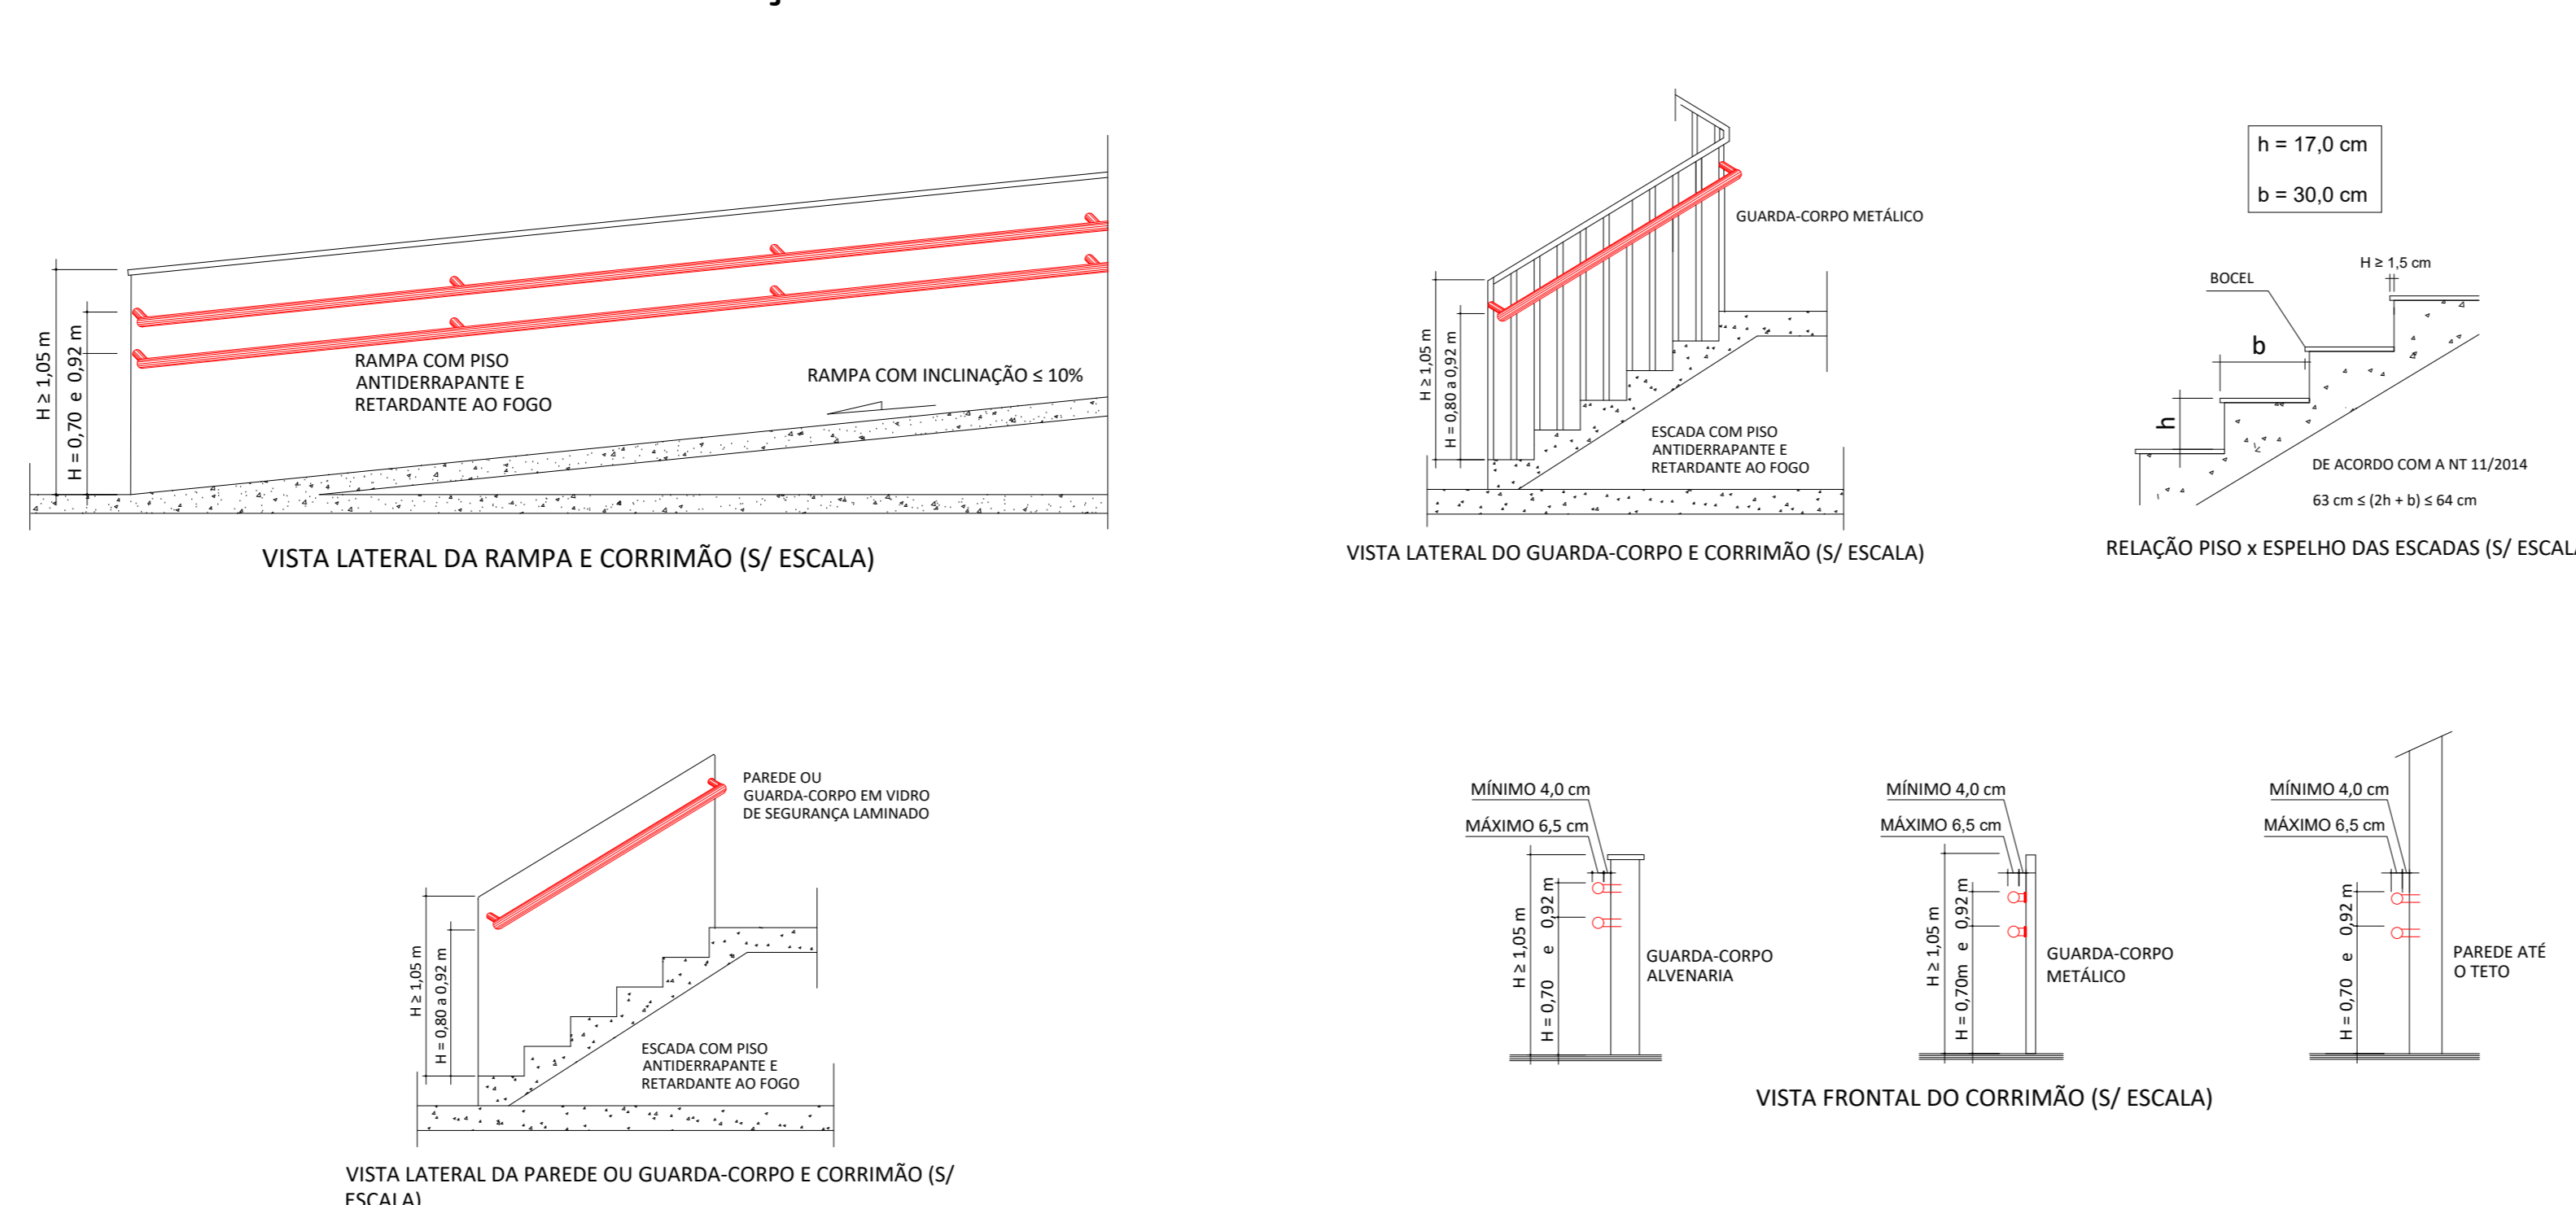 H ≥ 1,05 m
H = 0,70 e 0,92 m
RAMPA COM PISO
ANTIDERRAPANTE E
RETARDANTE AO FOGO
RAMPA COM INCLINAÇÃO ≤ 10%
VISTA LATERAL DA RAMPA E CORRIMÃO (S/ ESCALA)
GUARDA-CORPO METÁLICO
H ≥ 1,05 m
H = 0,80 a 0,92 m
ESCADA COM PISO
ANTIDERRAPANTE E
RETARDANTE AO FOGO
VISTA LATERAL DO GUARDA-CORPO E CORRIMÃO (S/ ESCALA)
h = 17,0 cm
b = 30,0 cm
H ≥ 1,5 cm
BOCEL
b
h
DE ACORDO COM A NT 11/2014
63 cm ≤ (2h + b) ≤ 64 cm
RELAÇÃO PISO x ESPELHO DAS ESCADAS (S/ ESCALA
PAREDE OU
GUARDA-CORPO EM VIDRO
DE SEGURANÇA LAMINADO
H ≥ 1,05 m
H = 0,80 a 0,92 m
ESCADA COM PISO
ANTIDERRAPANTE E
RETARDANTE AO FOGO
VISTA LATERAL DA PAREDE OU GUARDA-CORPO E CORRIMÃO (S/
ESCALA)
MÍNIMO 4,0 cm
MÁXIMO 6,5 cm
H ≥ 1,05 m
H = 0,70 e 0,92 m
GUARDA-CORPO
ALVENARIA
MÍNIMO 4,0 cm
MÁXIMO 6,5 cm
H ≥ 1,05 m
H = 0,70m e 0,92 m
GUARDA-CORPO
METÁLICO
MÍNIMO 4,0 cm
MÁXIMO 6,5 cm
H = 0,70 e 0,92 m
PAREDE ATÉ
O TETO
VISTA FRONTAL DO CORRIMÃO (S/ ESCALA)